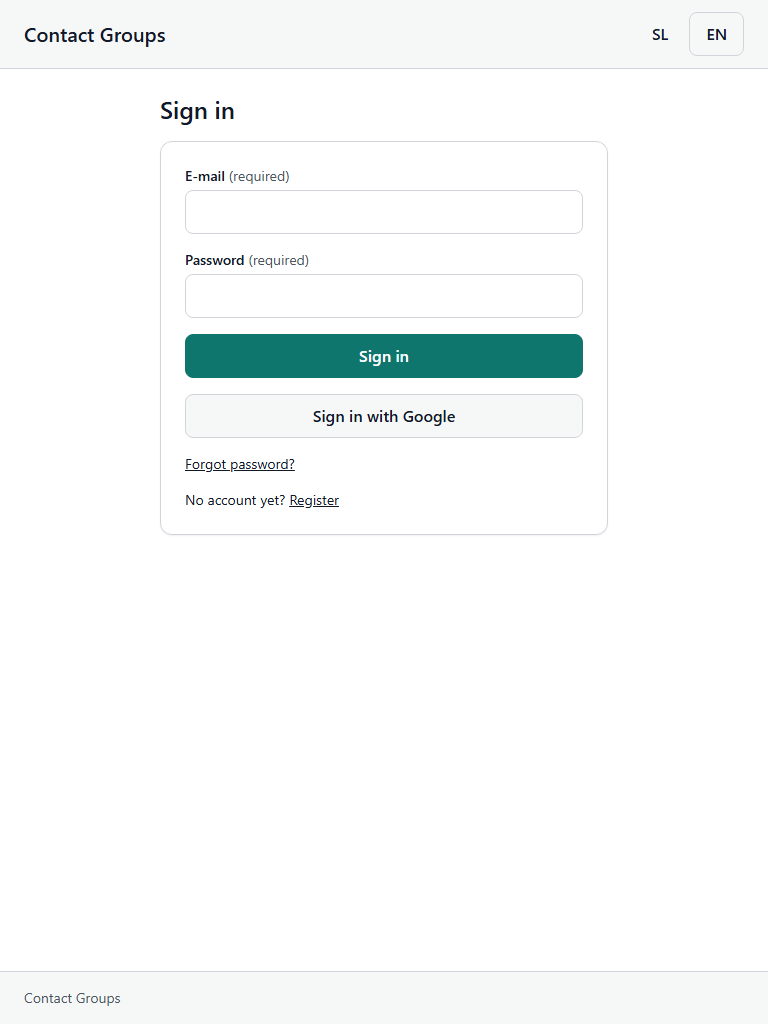 Contact Groups
SL
EN
Sign in
E-mail (required)
Password (required)
Sign in
Sign in with Google
Forgot password?
No account yet? Register
Contact Groups